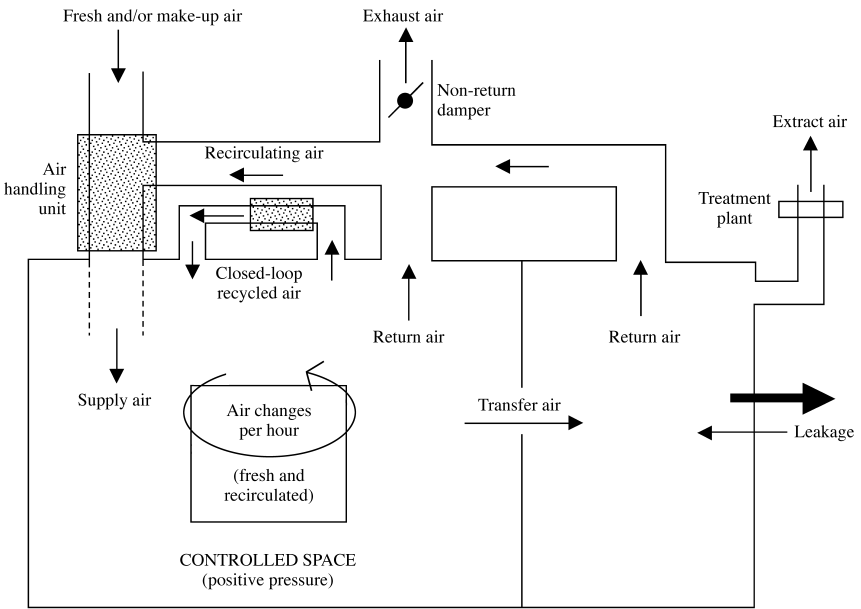 Fresh and/or make-up air
Exhaust air
Non-return
damper
Extract air
Recirculating air
Air
handling
unit
Treatment
plant
Closed-loop
recycled air
Return air
Return air
Supply air
Transfer air
Air changes
per hour
Leakage
(fresh and
recirculated)
CONTROLLED SPACE
(positive pressure)